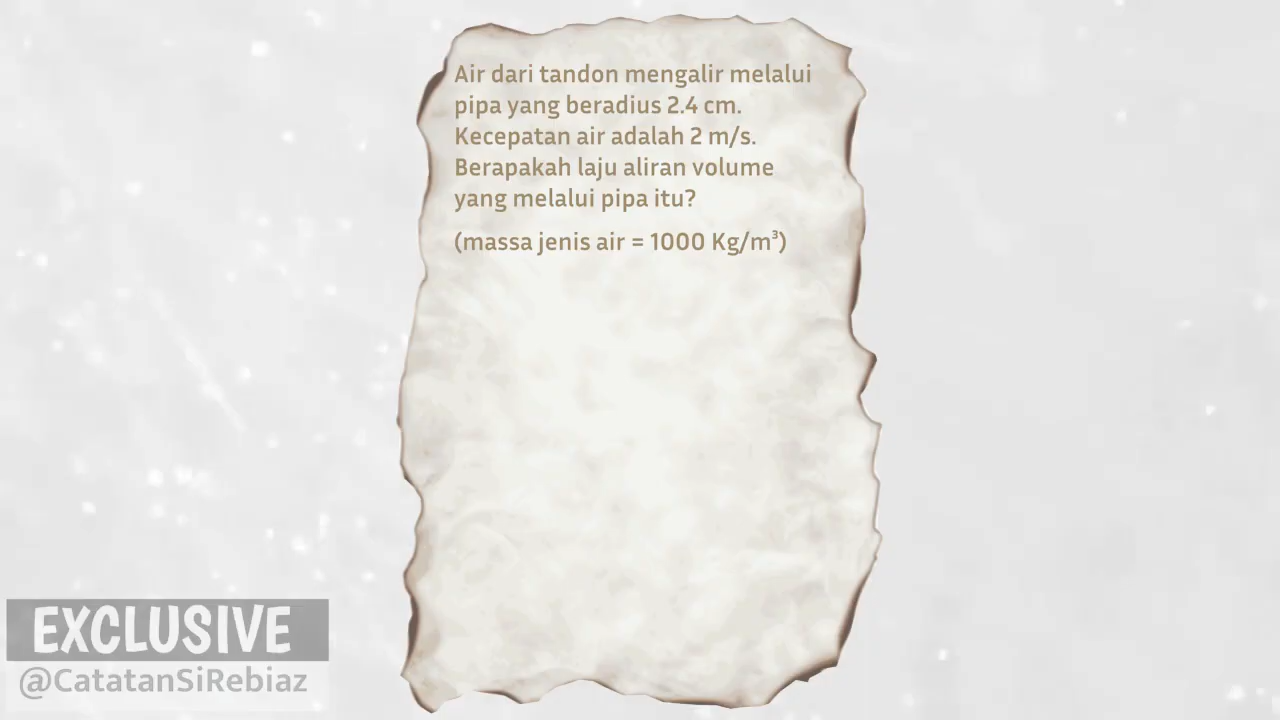 Air dari tandon mengalir melalui
pipa yang beradius 2.4 cm.
Kecepatan air adalah 2 m/s.
Berapakah laju aliran volume
yang melalui pipa itu?
(massa jenis air = 1000 Kg/m³)
EXCLUSIVE
@CatatanSiRebiaz